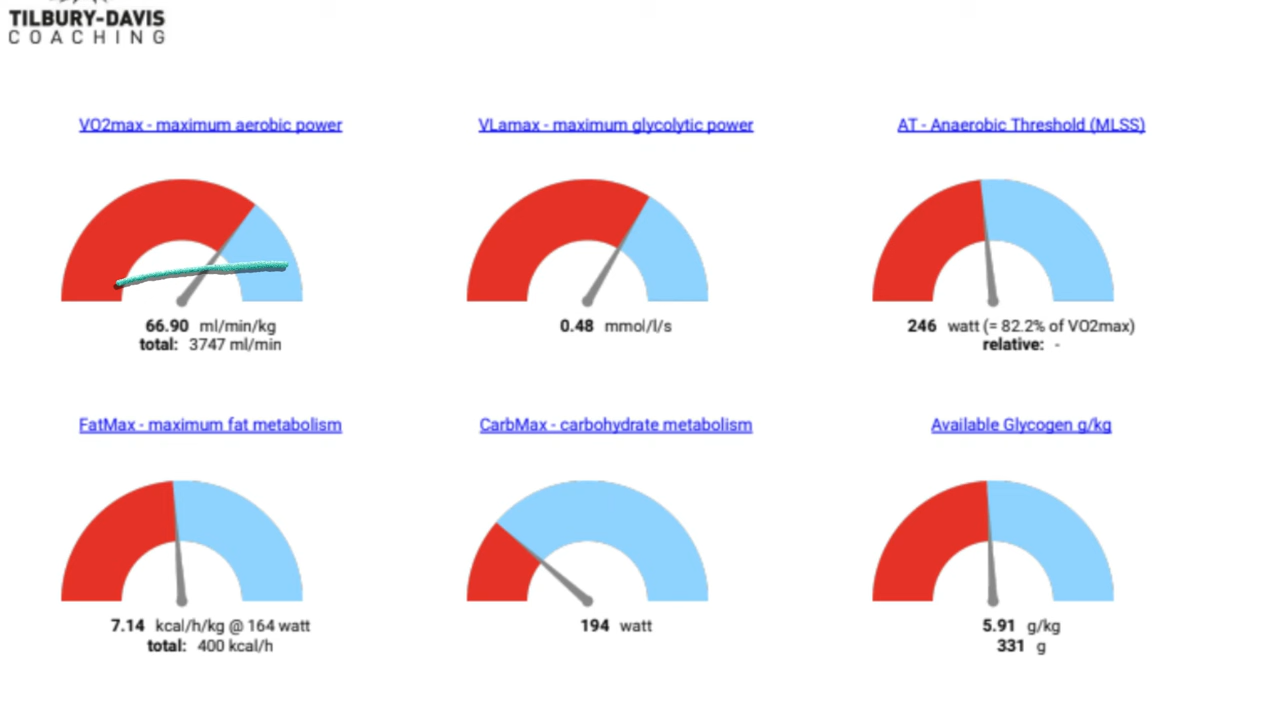 TILBURY-DAVIS
COACHING
VO2max - maximum aerobic power
VLamax - maximum glycolytic power
AT - Anaerobic Threshold (MLSS)
66.90 ml/min/kg
total: 3747 ml/min
0.48 mmol/l/s
246 watt (= 82.2% of VO2max)
relative: -
FatMax - maximum fat metabolism
CarbMax - carbohydrate metabolism
Available Glycogen g/kg
7.14 kcal/h/kg @ 164 watt
total: 400 kcal/h
194 watt
5.91 g/kg
331 g